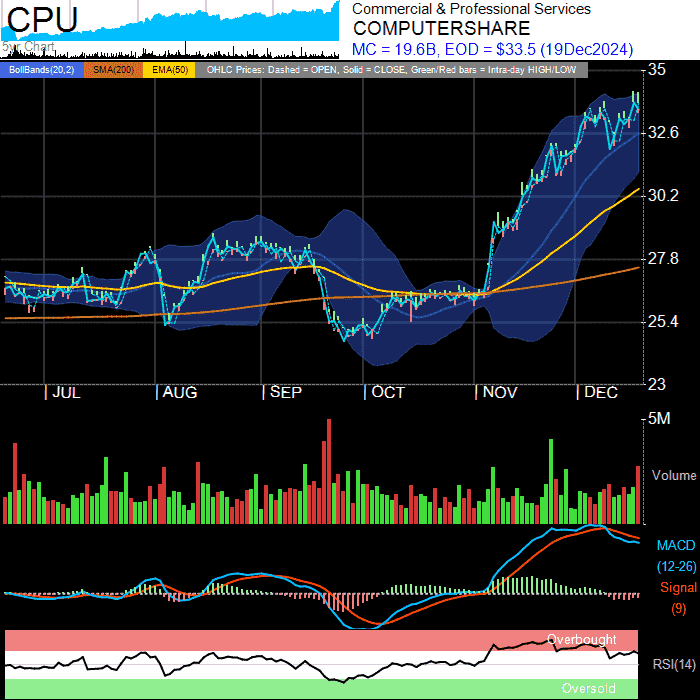 CPU
Commercial & Professional Services
COMPUTERSHARE
MC = 19.6B, EOD = $33.5 (19Dec2024)
5yr Chart
BollBands(20,2) SMA(200) EMA(50) OHLC Prices: Dashed = OPEN, Solid = CLOSE, Green/Red bars = Intra-day HIGH/LOW
35
32.6
30.2
27.8
25.4
23
JUL AUG SEP OCT NOV DEC
5M
Volume
MACD
(12-26)
Signal
(9)
Overbought
RSI(14)
Oversold